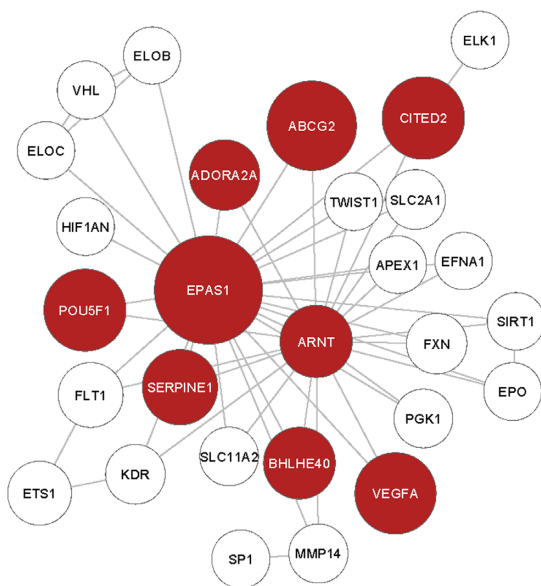 ELK1
ELOB
VHL
ABCG2
CITED2
ELOC
ADORA2A
TWIST1
SLC2A1
HIF1AN
APEX1
EFNA1
EPAS1
POU5F1
SIRT1
ARNT
FXN
SERPINE1
FLT1
EPO
PGK1
SLC11A2
BHLHE40
KDR
ETS1
VEGFA
SP1
MMP14